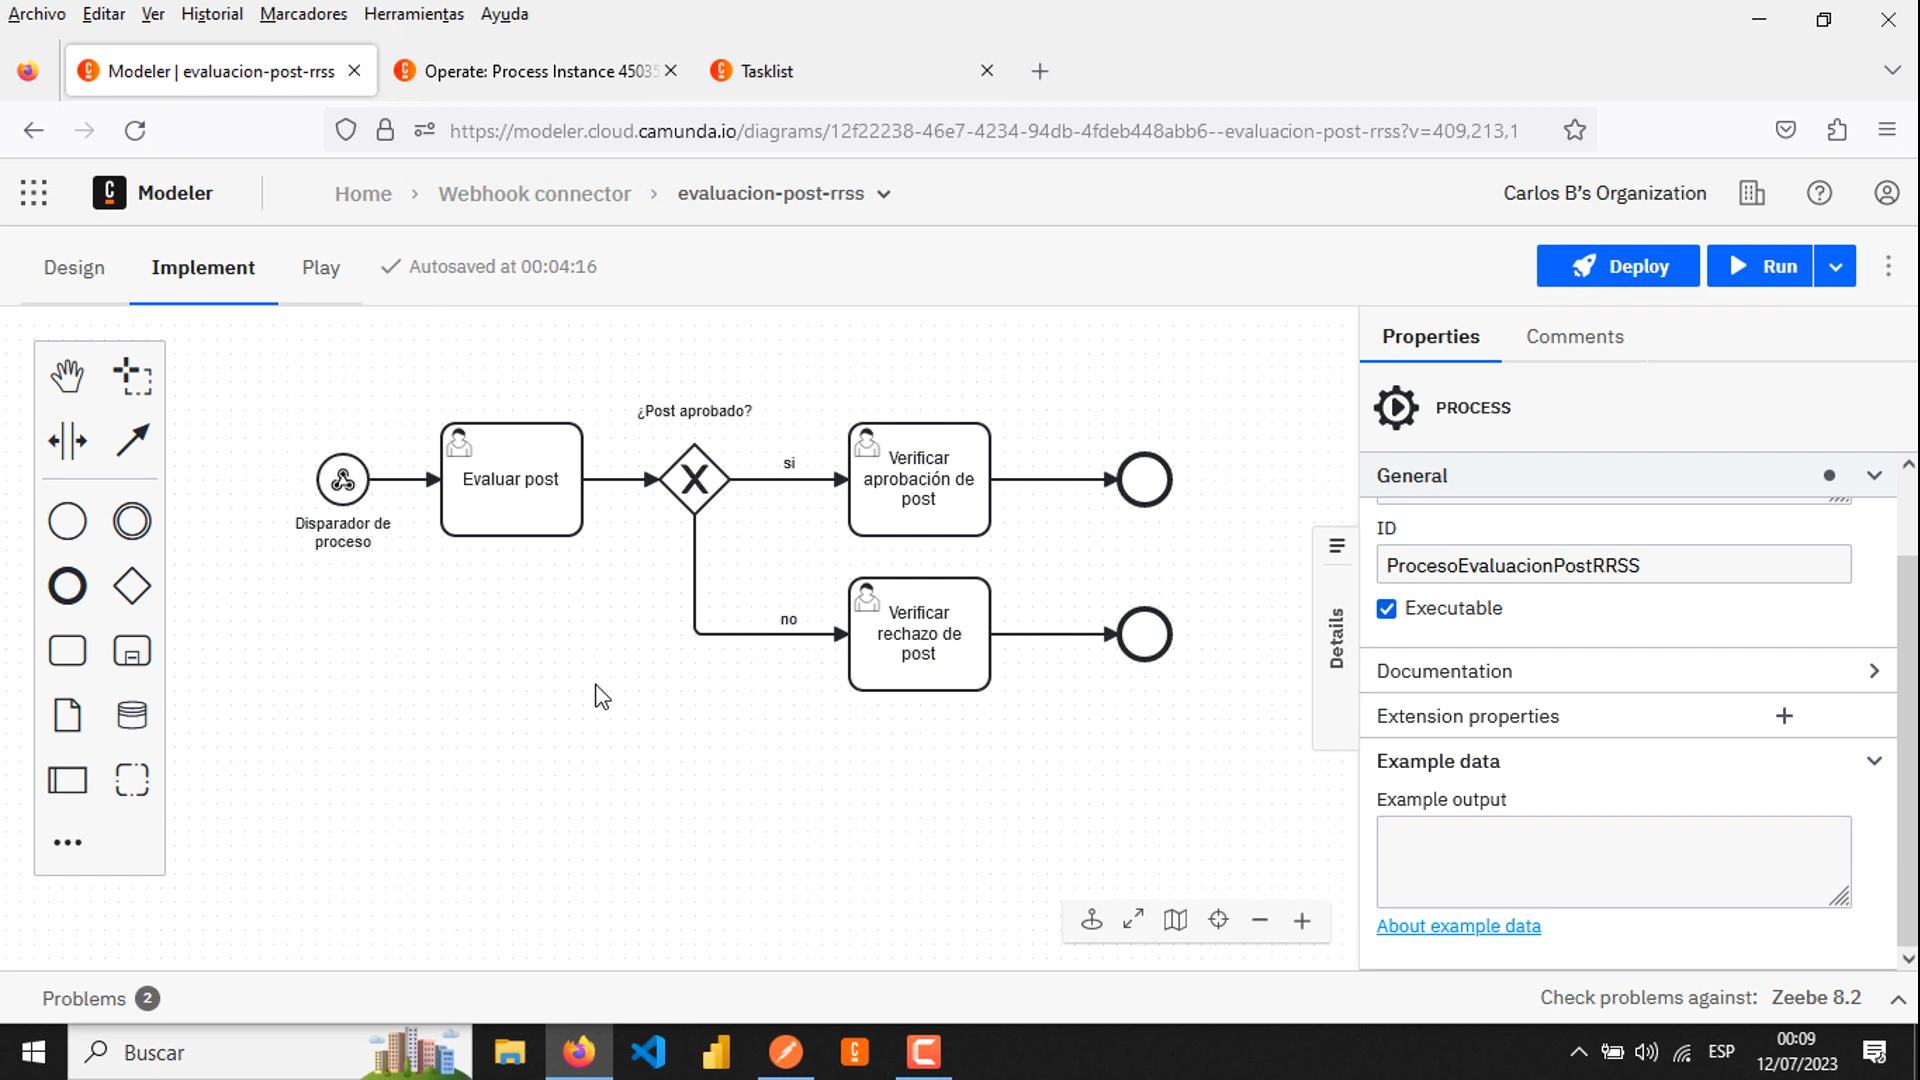 Archivo Editar Ver Historial Marcadores Herramientas Ayuda
Modeler | evaluacion-post-rrss
Operate: Process Instance 45035
Tasklist
https://modeler.cloud.camunda.io/diagrams/12f22238-46e7-4234-94db-4fdeb448abb6--evaluacion-post-rrss?v=409,213,1
Modeler
Home > Webhook connector > evaluacion-post-rrss
Carlos B's Organization
Design
Implement
Play
Autosaved at 00:04:16
Deploy
Run
Properties
Comments
PROCESS
General
ID
ProcesoEvaluacionPostRRSS
Executable
Documentation
Extension properties
Example data
Example output
About example data
Details
Disparador de
proceso
Evaluar post
¿Post aprobado?
si
Verificar
aprobación de
post
no
Verificar
rechazo de
post
Problems 2
Check problems against: Zeebe 8.2
Buscar
ESP
00:09
12/07/2023